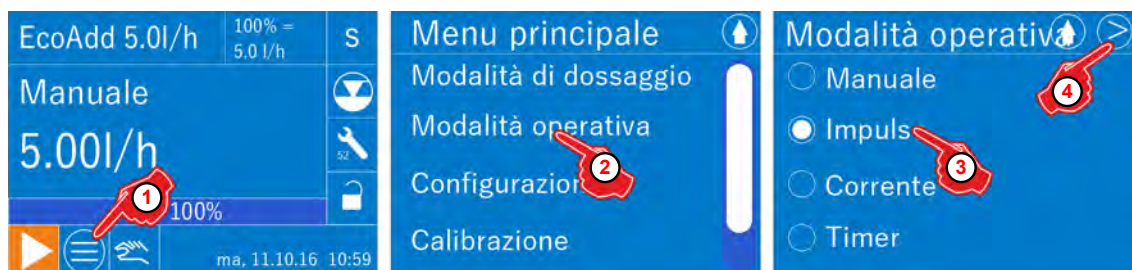 EcoAdd 5.0l/h
100% =
5.0 l/h
S
Manuale
5.00l/h
52
100%
ma, 11.10.16 10:59
1
Menu principale
Modalità di dossaggio
Modalità operativa
2
Configurazion
Calibrazione
Modalità operativa
4
Manuale
Impuls
3
Corrente
Timer